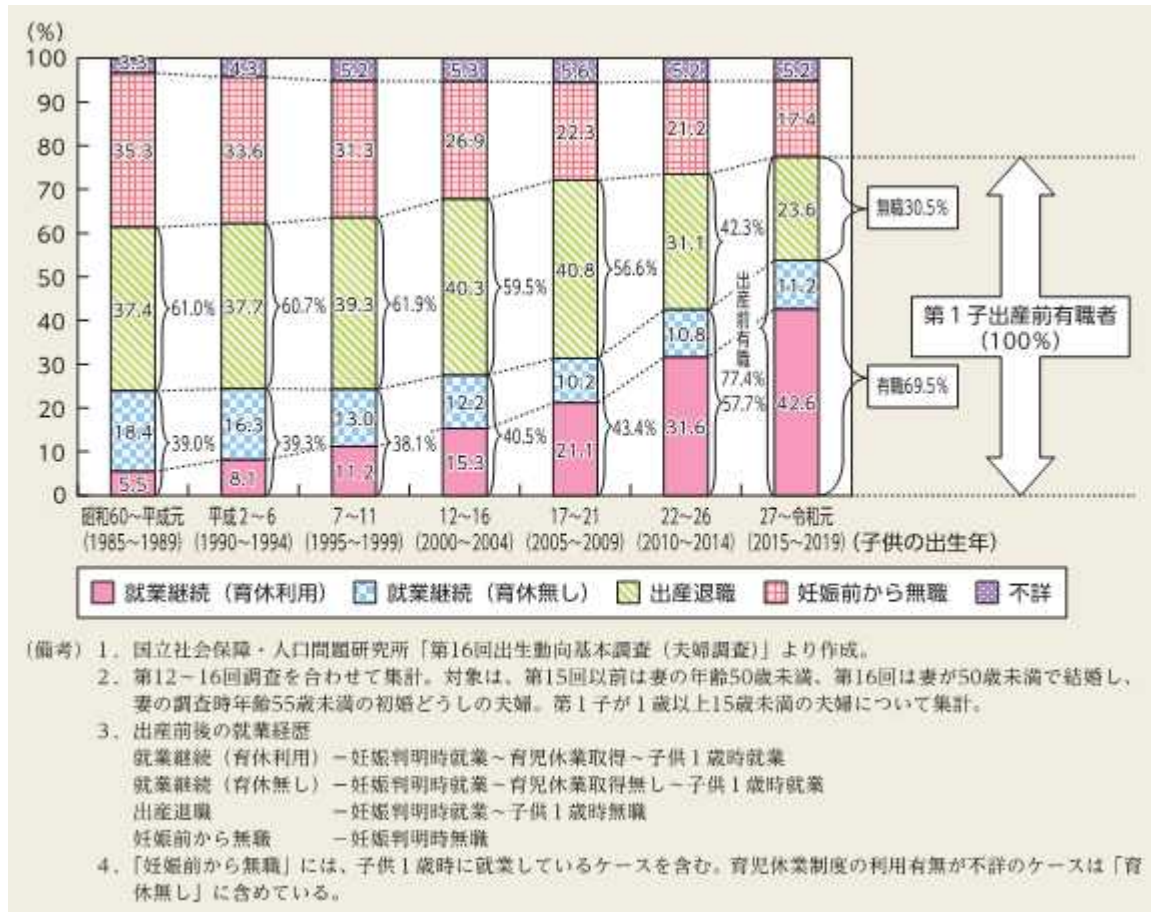 (%)
100
90
80
70
60
50
40
30
20
10
0
3.3 4.3 5.2 5.3 5.6 5.2 5.2
35.3 33.6 31.3 26.9 22.3 21.2 17.4
37.4 37.7 39.3 40.3 40.8 31.1 23.6
18.4 16.3 13.0 12.2 10.2 10.8 11.2
5.5 8.1 11.2 15.3 21.1 31.6 42.6
61.0% 60.7% 61.9% 59.5% 56.6% 42.3%
39.0% 39.3% 38.1% 40.5% 43.4% 57.7%
出産前有職
77.4%
無職30.5%
有職69.5%
第1子出産前有職者
(100%)
昭和60~平成元 平成2~6 7~11 12~16 17~21 22~26 27~令和元
(1985~1989) (1990~1994) (1995~1999) (2000~2004) (2005~2009) (2010~2014) (2015~2019) (子供の出生年)
就業継続(育休利用) 就業継続(育休無し) 出産退職 妊娠前から無職 不詳
(備考)1.国立社会保障・人口問題研究所「第16回出生動向基本調査(夫婦調査)」より作成。
2.第12~16回調査を合わせて集計。対象は、第15回以前は妻の年齢50歳未満、第16回は妻が50歳未満で結婚し、
妻の調査時年齢55歳未満の初婚どうしの夫婦。第1子が1歳以上15歳未満の夫婦について集計。
3.出産前後の就業経歴
就業継続(育休利用)-妊娠判明時就業~育児休業取得~子供1歳時就業
就業継続(育休無し)-妊娠判明時就業~育児休業取得無し~子供1歳時就業
出産退職 -妊娠判明時就業~子供1歳時無職
妊娠前から無職 -妊娠判明時無職
4.「妊娠前から無職」には、子供1歳時に就業しているケースを含む。育児休業制度の利用有無が不詳のケースは「育
休無し」に含めている。